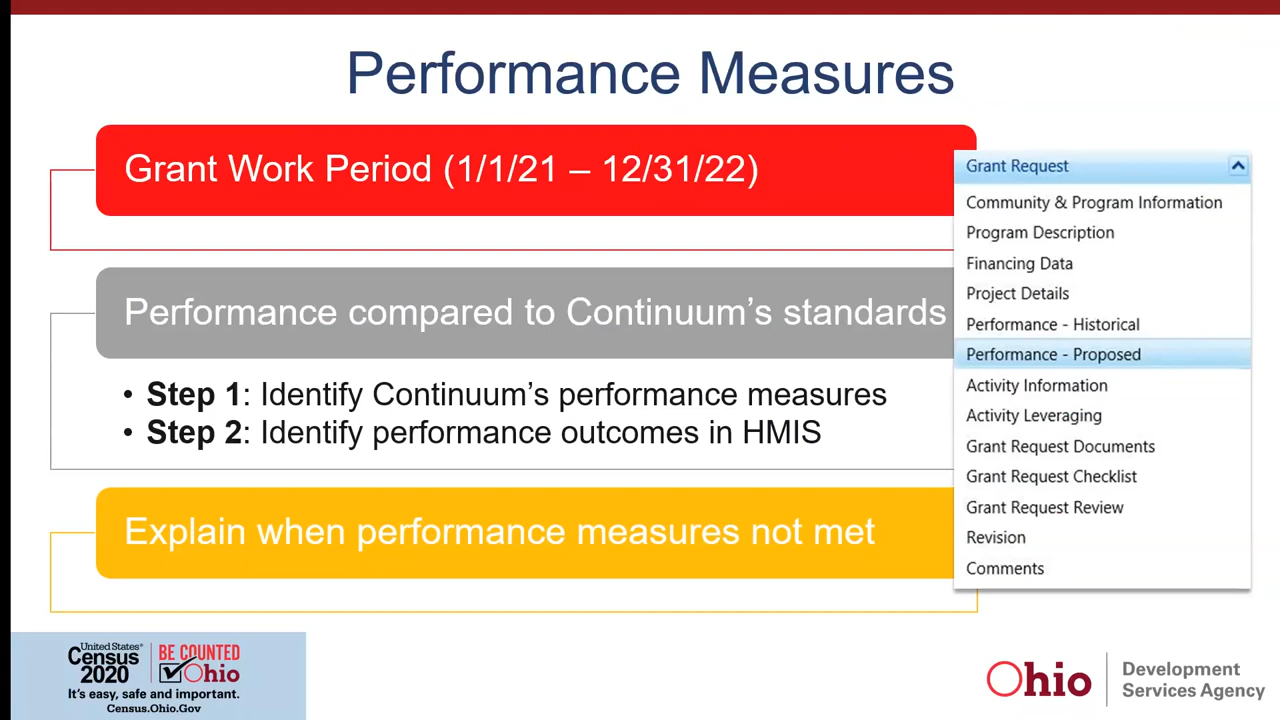 Performance Measures
Grant Work Period (1/1/21 – 12/31/22)
Performance compared to Continuum’s standards
• Step 1: Identify Continuum’s performance measures
• Step 2: Identify performance outcomes in HMIS
Explain when performance measures not met
Grant Request
Community & Program Information
Program Description
Financing Data
Project Details
Performance - Historical
Performance - Proposed
Activity Information
Activity Leveraging
Grant Request Documents
Grant Request Checklist
Grant Request Review
Revision
Comments
United States®
Census
2020
BE COUNTED
Ohio
It’s easy, safe and important.
Census.Ohio.Gov
Ohio
Development
Services Agency